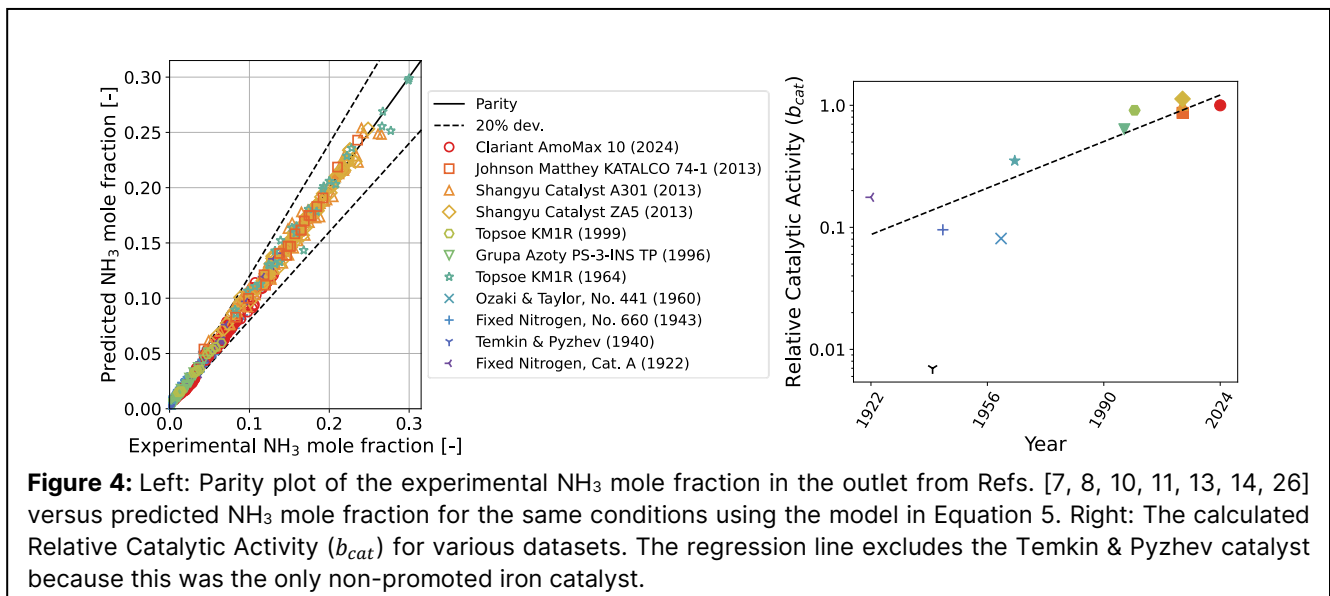 Predicted NH₃ mole fraction [-]
0.30
0.25
0.20
0.15
0.10
0.05
0.00
0.0 0.1 0.2 0.3
Experimental NH₃ mole fraction [-]
Parity
20% dev.
Clariant AmoMax 10 (2024)
Johnson Matthey KATALCO 74-1 (2013)
Shangyu Catalyst A301 (2013)
Shangyu Catalyst ZA5 (2013)
Topsoe KM1R (1999)
Grupa Azoty PS-3-INS TP (1996)
Topsoe KM1R (1964)
Ozaki & Taylor, No. 441 (1960)
Fixed Nitrogen, No. 660 (1943)
Temkin & Pyzhev (1940)
Fixed Nitrogen, Cat. A (1922)
Relative Catalytic Activity (b_cat)
1.0
0.1
0.01
1922 1956 1990 2024
Year
Figure 4: Left: Parity plot of the experimental NH₃ mole fraction in the outlet from Refs. [7, 8, 10, 11, 13, 14, 26]
versus predicted NH₃ mole fraction for the same conditions using the model in Equation 5. Right: The calculated
Relative Catalytic Activity (b_cat) for various datasets. The regression line excludes the Temkin & Pyzhev catalyst
because this was the only non-promoted iron catalyst.